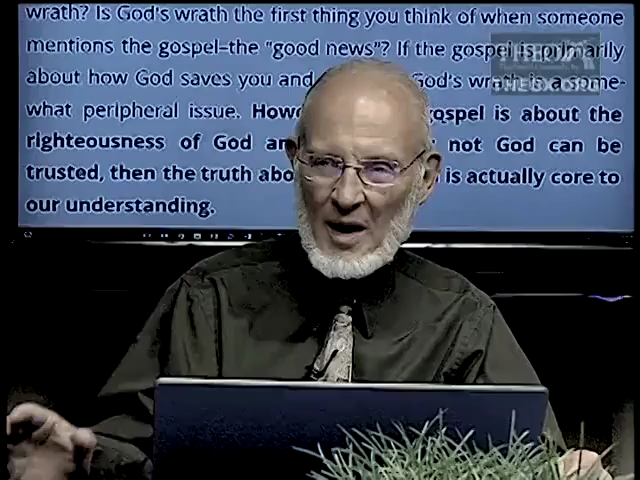 wrath? Is God's wrath the first thing you think of when someone
mentions the gospel–the "good news"? If the gospel is primarily
about how God saves you and God's wrath is a some-
what peripheral issue. gospel is about the
righteousness of God not God can be
trusted, then the truth is actually core to
our understanding.